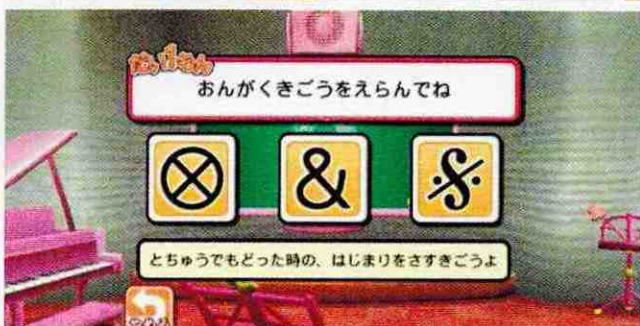 おんがくきごうをえらんでね
&
とちゅうでもどった時の、はじまりをさすきごうよ